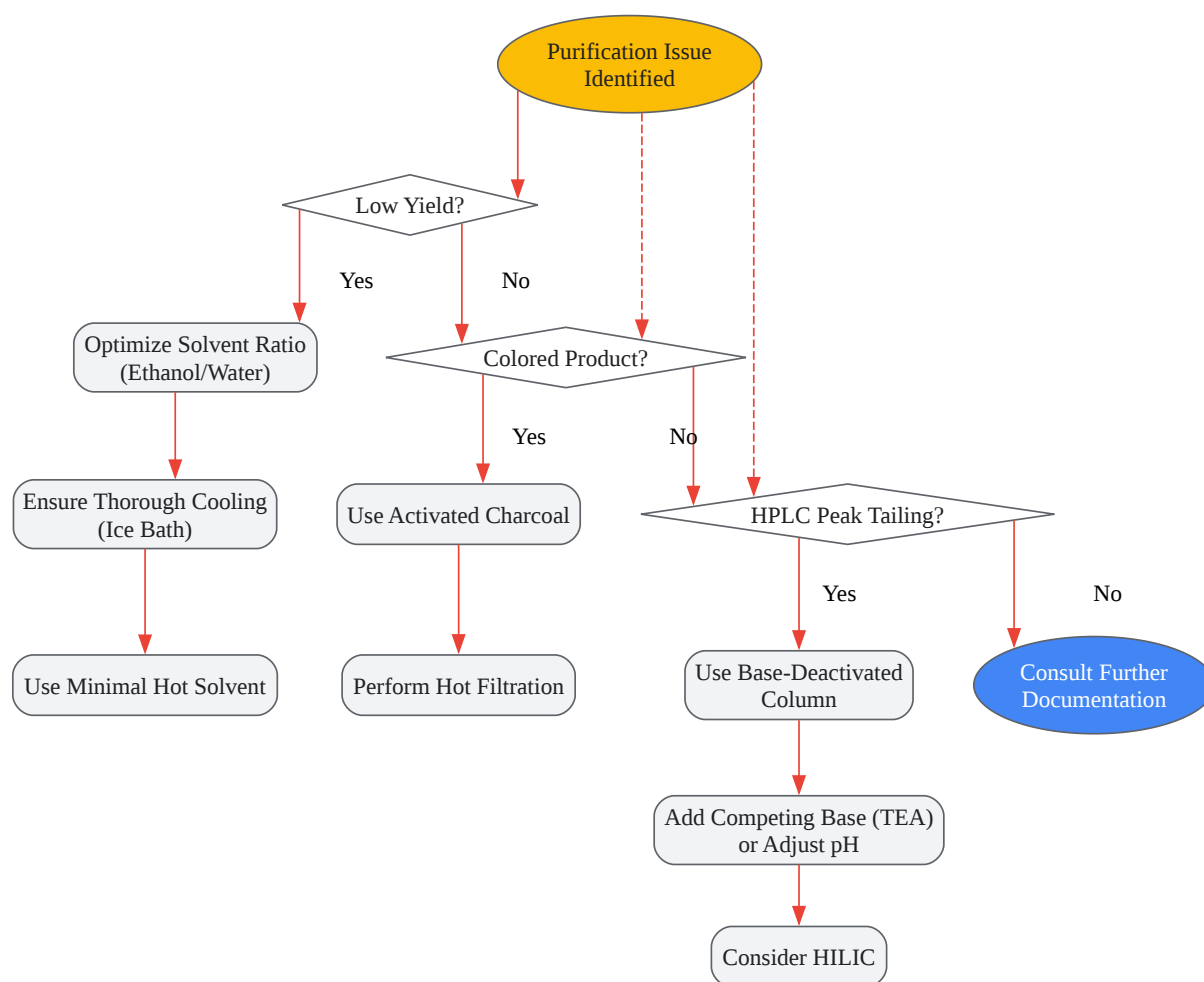 Purification Issue
Identified
Low Yield?
Yes
No
Optimize Solvent Ratio
(Ethanol/Water)
Colored Product?
Yes
No
Ensure Thorough Cooling
(Ice Bath)
Use Activated Charcoal
HPLC Peak Tailing?
Yes
No
Use Minimal Hot Solvent
Perform Hot Filtration
Use Base-Deactivated
Column
Consult Further
Documentation
Add Competing Base (TEA)
or Adjust pH
Consider HILIC